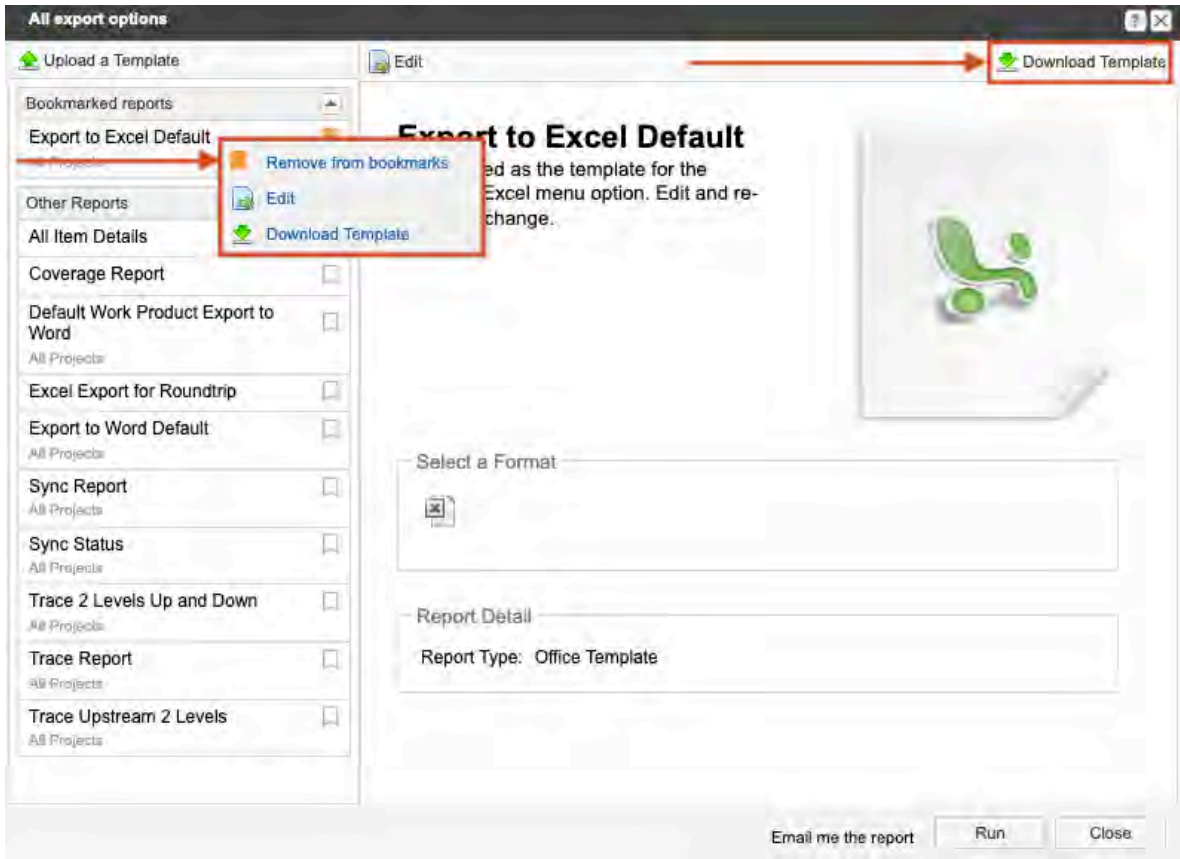 All export options
Upload a Template
Edit
Download Template
Bookmarked reports
Export to Excel Default
All Projects
Remove from bookmarks
Edit
Download Template
Other Reports
All Item Details
Coverage Report
Default Work Product Export to
Word
All Projects
Excel Export for Roundtrip
Export to Word Default
All Projects
Sync Report
All Projects
Sync Status
All Projects
Trace 2 Levels Up and Down
All Projects
Trace Report
All Projects
Trace Upstream 2 Levels
All Projects
Export to Excel Default
ed as the template for the
Excel menu option. Edit and re-
change.
Select a Format
Report Detail
Report Type: Office Template
Email me the report
Run
Close